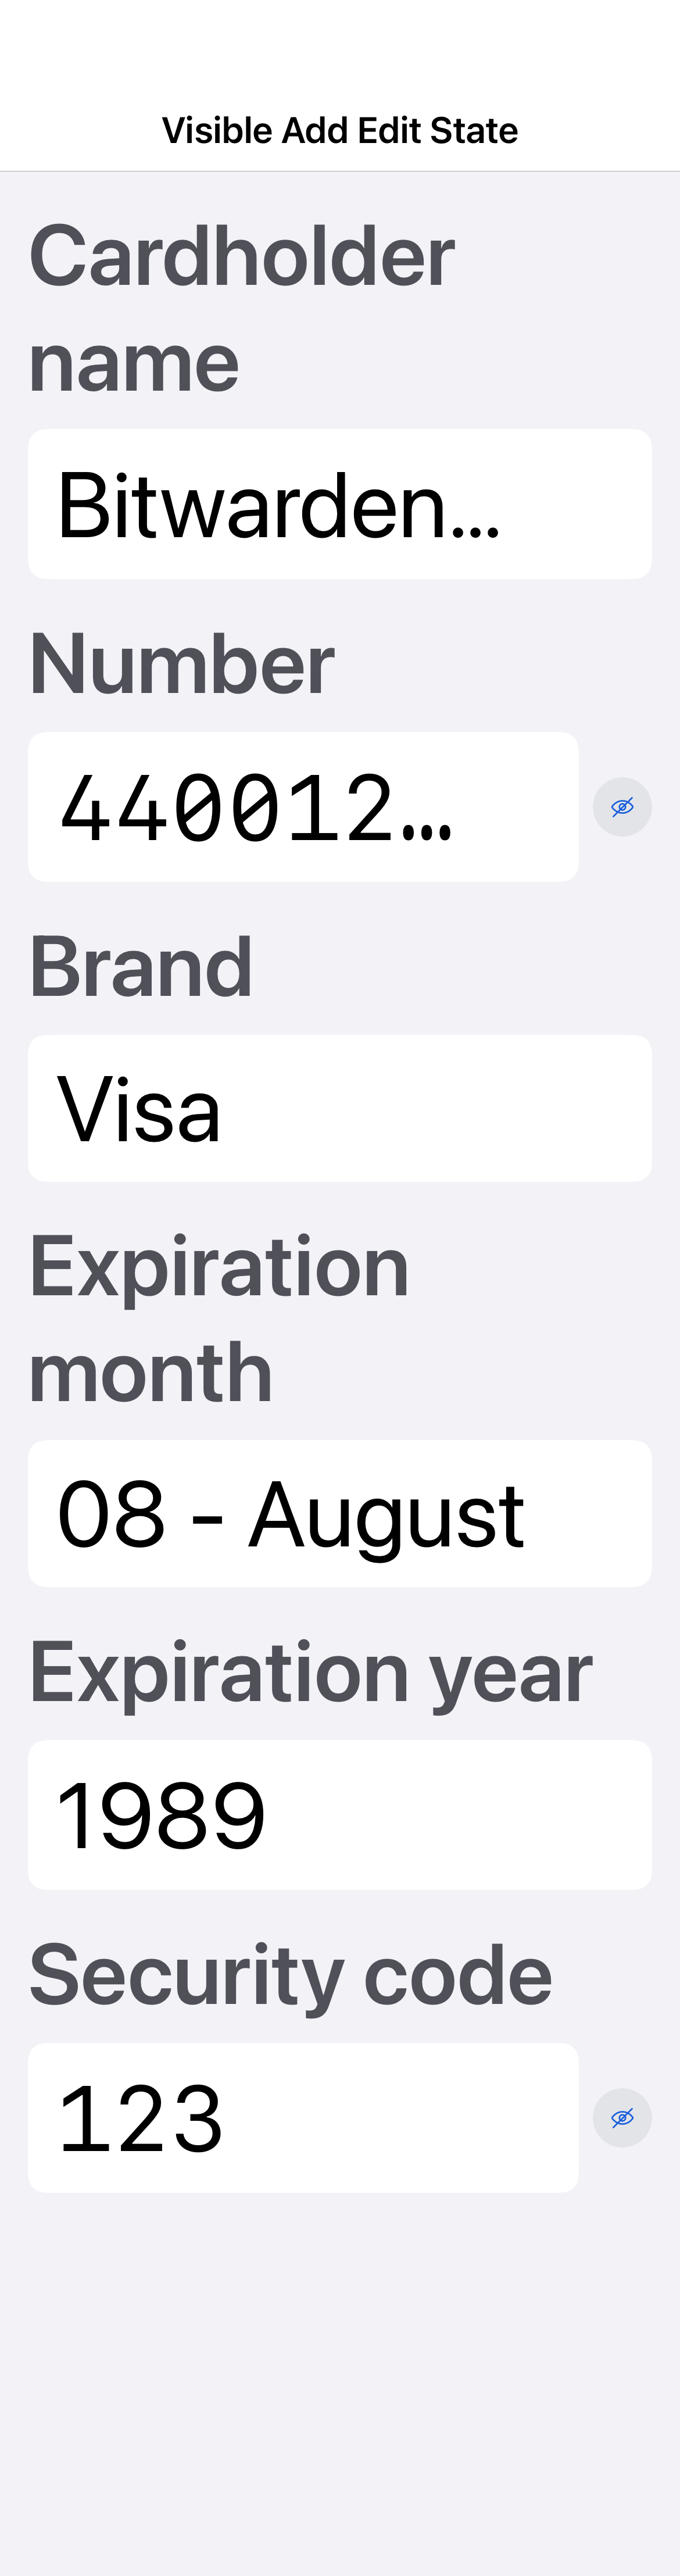 Visible Add Edit State
Cardholder
name
Bitwarden...
Number
440012...
Brand
Visa
Expiration
month
08 - August
Expiration year
1989
Security code
123